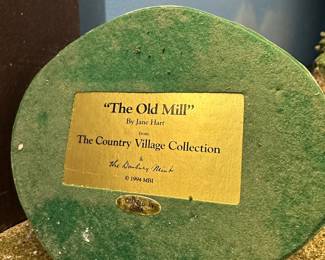 "The Old Mill"
By Jane Hart
from
The Country Village Collection
&
the Danbury Mint
© 1994 MBI